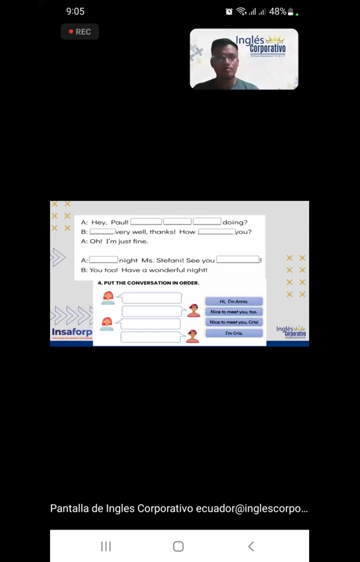 9:05
48%
REC
Inglés
Corporativo
A: Hey, Paul! doing?
B: very well, thanks! How you?
A: Oh! I'm just fine.
A: night Ms. Stefani! See you !
B: You too! Have a wonderful night!
4. PUT THE CONVERSATION IN ORDER.
Hi, I'm Anna.
Nice to meet you, too.
Nice to meet you, Cris!
I'm Cris.
Insaforp
Inglés
Corporativo
Pantalla de Ingles Corporativo ecuador@inglescorpo...